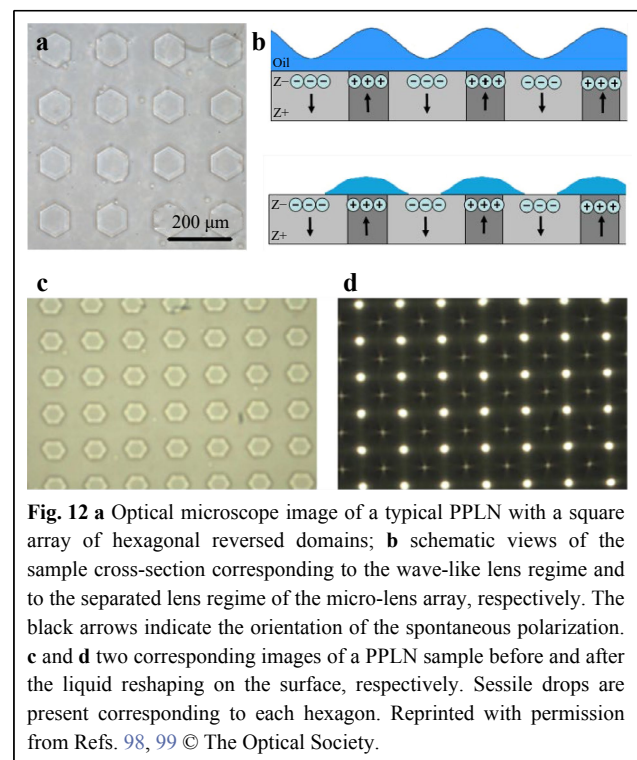 a
b
Oil
Z−
−−− +++ −−− +++ −−− +++
Z+
200 μm
Z−
−−− +++ −−− +++ −−− +++
Z+
c
d
Fig. 12 a Optical microscope image of a typical PPLN with a square
array of hexagonal reversed domains; b schematic views of the
sample cross-section corresponding to the wave-like lens regime and
to the separated lens regime of the micro-lens array, respectively. The
black arrows indicate the orientation of the spontaneous polarization.
c and d two corresponding images of a PPLN sample before and after
the liquid reshaping on the surface, respectively. Sessile drops are
present corresponding to each hexagon. Reprinted with permission
from Refs. 98, 99 © The Optical Society.